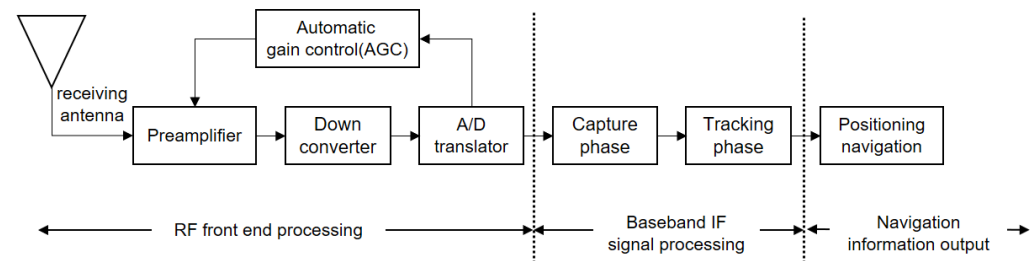 Automatic
gain control(AGC)
receiving
antenna
Preamplifier
Down
converter
A/D
translator
Capture
phase
Tracking
phase
Positioning
navigation
RF front end processing
Baseband IF
signal processing
Navigation
information output